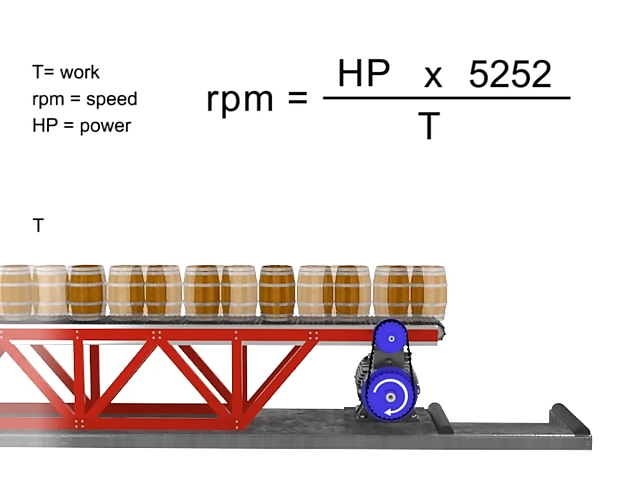 T= work
rpm = speed
HP = power
rpm = HP x 5252
T
T